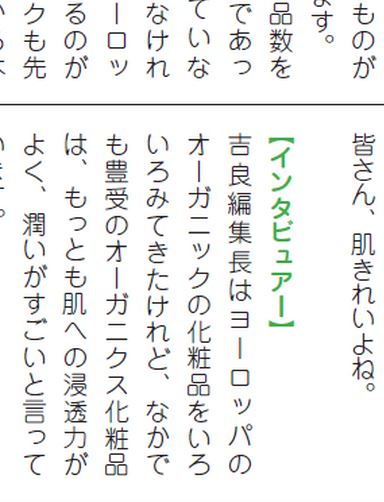 ものが
ます。
品数を
であっ
ていな
なけれ
ーロッ
るのが
クも先
皆さん、肌きれいよね。
【インタビュアー】
吉良編集長はヨーロッパの
オーガニックの化粧品をいろ
いろみてきたけれど、なかで
も豊受のオーガニクス化粧品
は、もっとも肌への浸透力が
よく、潤いがすごいと言って
います。